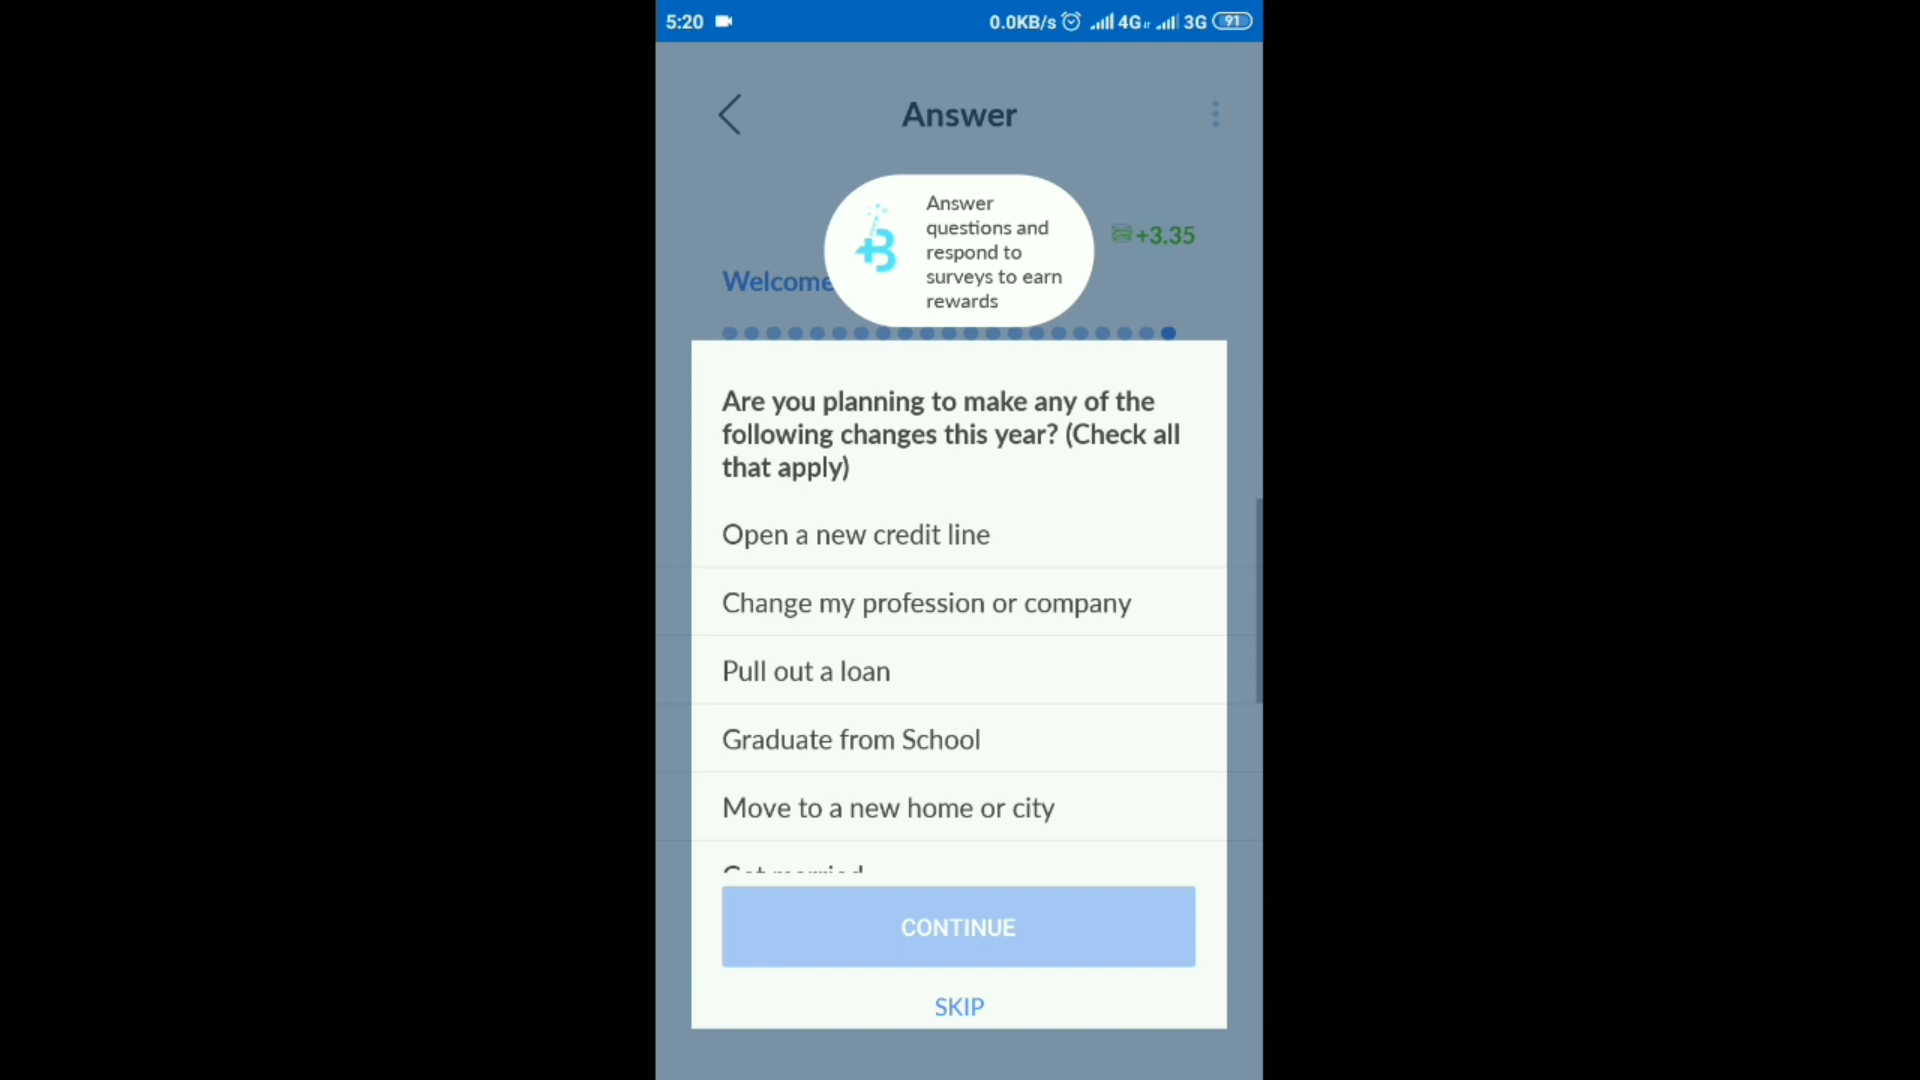 5:20 0.0KB/s 4G 3G 91
Answer
Answer
questions and
respond to
surveys to earn
rewards
+3.35
Welcome
Are you planning to make any of the
following changes this year? (Check all
that apply)
Open a new credit line
Change my profession or company
Pull out a loan
Graduate from School
Move to a new home or city
Get married
CONTINUE
SKIP